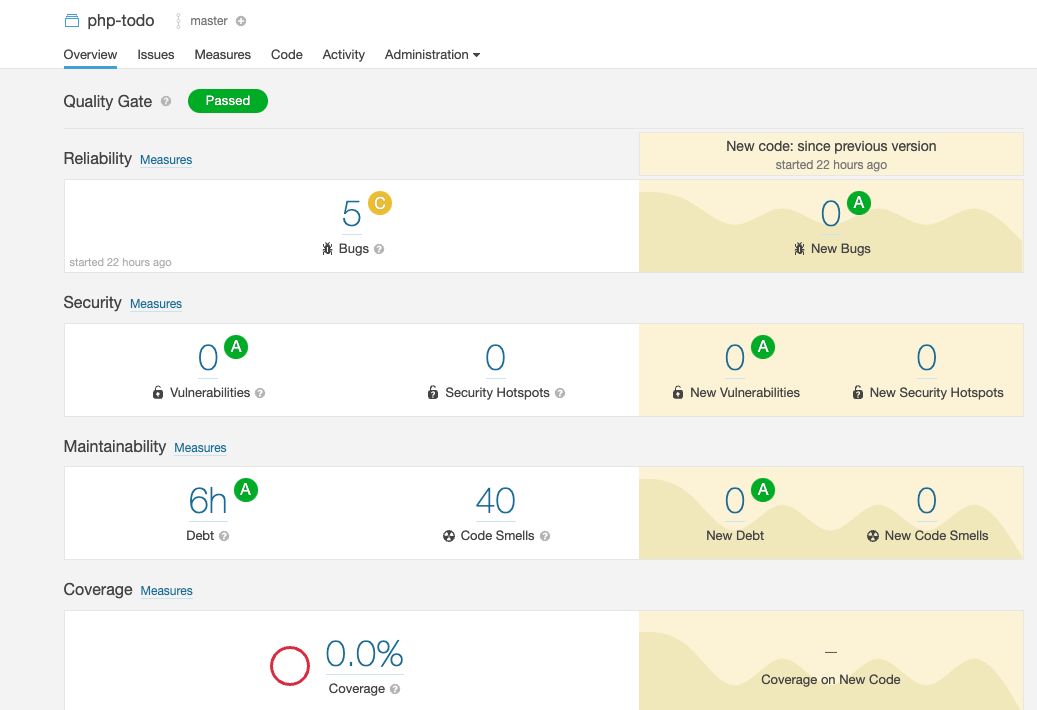 php-todo master
Overview Issues Measures Code Activity Administration
Quality Gate ? Passed
New code: since previous version
started 22 hours ago
Reliability Measures
5 C
Bugs ?
started 22 hours ago
0 A
New Bugs
Security Measures
0 A
Vulnerabilities ?
0
Security Hotspots ?
0 A
New Vulnerabilities
0
New Security Hotspots
Maintainability Measures
6h A
Debt ?
40
Code Smells ?
0 A
New Debt
0
New Code Smells
Coverage Measures
0.0%
Coverage ?
—
Coverage on New Code